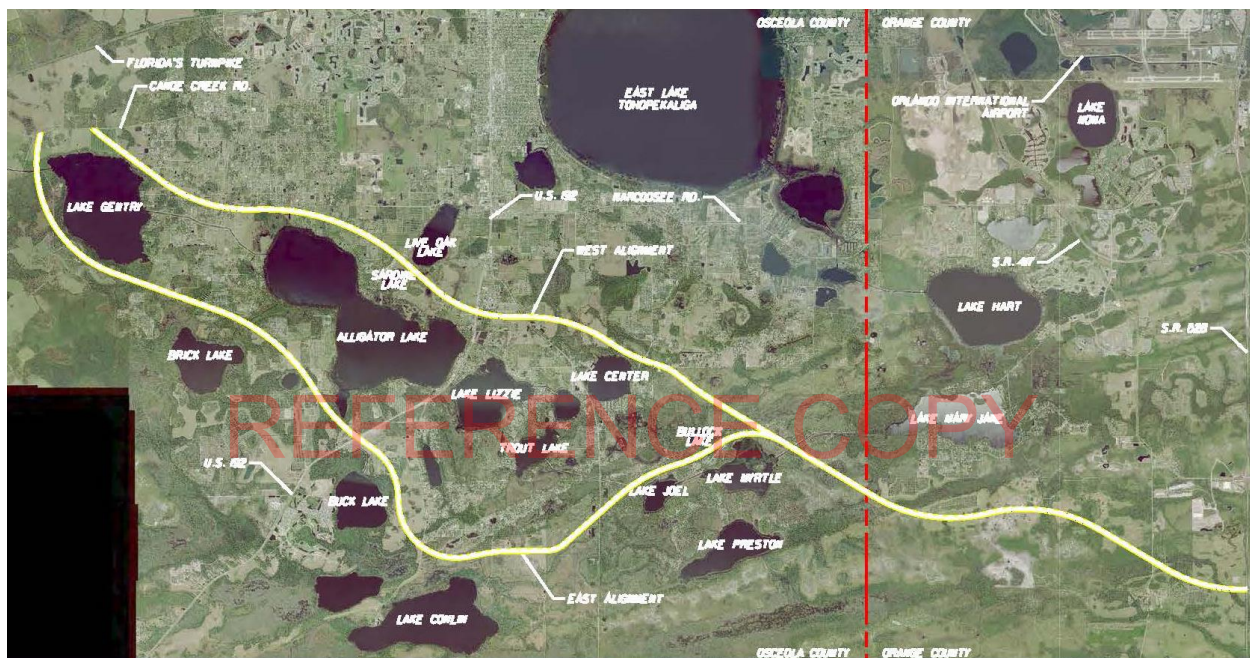 OSCEOLA COUNTY
ORANGE COUNTY
FLORIDA'S TURNPIKE
CANOE CREEK RD.
EAST LAKE
TOHOPEKALIGA
ORLANDO INTERNATIONAL
AIRPORT
LAKE
NONA
LAKE GENTRY
U.S. 192
NARCOOSSEE RD.
LIVE OAK
LAKE
WEST ALIGNMENT
SARDINE
LAKE
S.R. 417
LAKE HART
S.R. 528
ALLIGATOR LAKE
BRICK LAKE
LAKE CENTER
LAKE LIZZIE
REFERENCE COPY
LAKE MARY JANE
BULLOCK
LAKE
TROUT LAKE
U.S. 192
LAKE MYRTLE
LAKE JOEL
BUCK LAKE
LAKE PRESTON
EAST ALIGNMENT
LAKE CONLIN
OSCEOLA COUNTY
ORANGE COUNTY